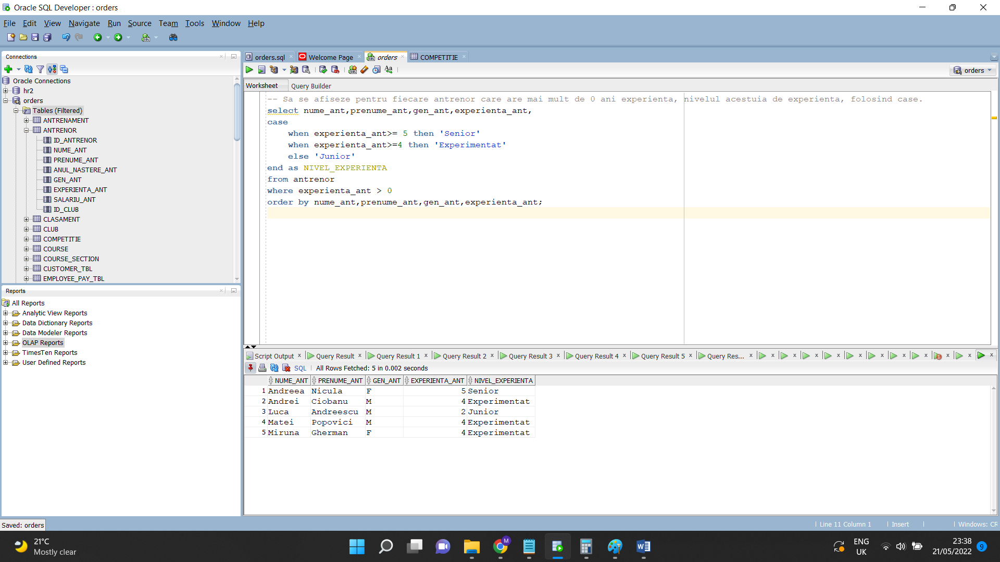 Oracle SQL Developer : orders
File Edit View Navigate Run Source Team Tools Window Help
Connections
Oracle Connections
hr2
orders
Tables (Filtered)
ANTRENAMENT
ANTRENOR
ID_ANTRENOR
NUME_ANT
PRENUME_ANT
ANUL_NASTERE_ANT
GEN_ANT
EXPERIENTA_ANT
SALARIU_ANT
ID_CLUB
CLASAMENT
CLUB
COMPETITIE
COURSE
COURSE_SECTION
CUSTOMER_TBL
EMPLOYEE_PAY_TBL
Reports
All Reports
Analytic View Reports
Data Dictionary Reports
Data Modeler Reports
OLAP Reports
TimesTen Reports
User Defined Reports
orders.sql Welcome Page orders COMPETITIE
orders
Worksheet Query Builder
-- Sa se afiseze pentru fiecare antrenor care are mai mult de 0 ani experienta, nivelul acestuia de experienta, folosind case.
select nume_ant,prenume_ant,gen_ant,experienta_ant,
case
when experienta_ant>= 5 then 'Senior'
when experienta_ant>=4 then 'Experimentat'
else 'Junior'
end as NIVEL_EXPERIENTA
from antrenor
where experienta_ant > 0
order by nume_ant,prenume_ant,gen_ant,experienta_ant;
Script Output Query Result Query Result 1 Query Result 2 Query Result 3 Query Result 4 Query Result 5 Query Res...
SQL All Rows Fetched: 5 in 0.002 seconds
NUME_ANT PRENUME_ANT GEN_ANT EXPERIENTA_ANT NIVEL_EXPERIENTA
1 Andreea Nicula F 5 Senior
2 Andrei Ciobanu M 4 Experimentat
3 Luca Andreescu M 2 Junior
4 Matei Popovici M 4 Experimentat
5 Miruna Gherman F 4 Experimentat
Saved: orders
Line 11 Column 1 Insert Windows: CR
21°C
Mostly clear
M
ENG
UK
23:38
21/05/2022
9